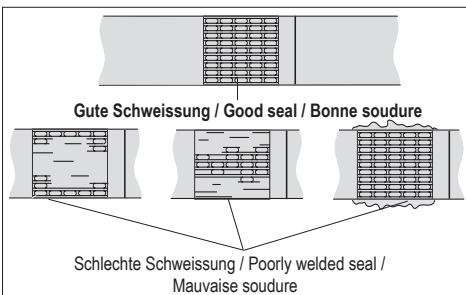 Gute Schweissung / Good seal / Bonne soudure
Schlechte Schweissung / Poorly welded seal /
Mauvaise soudure